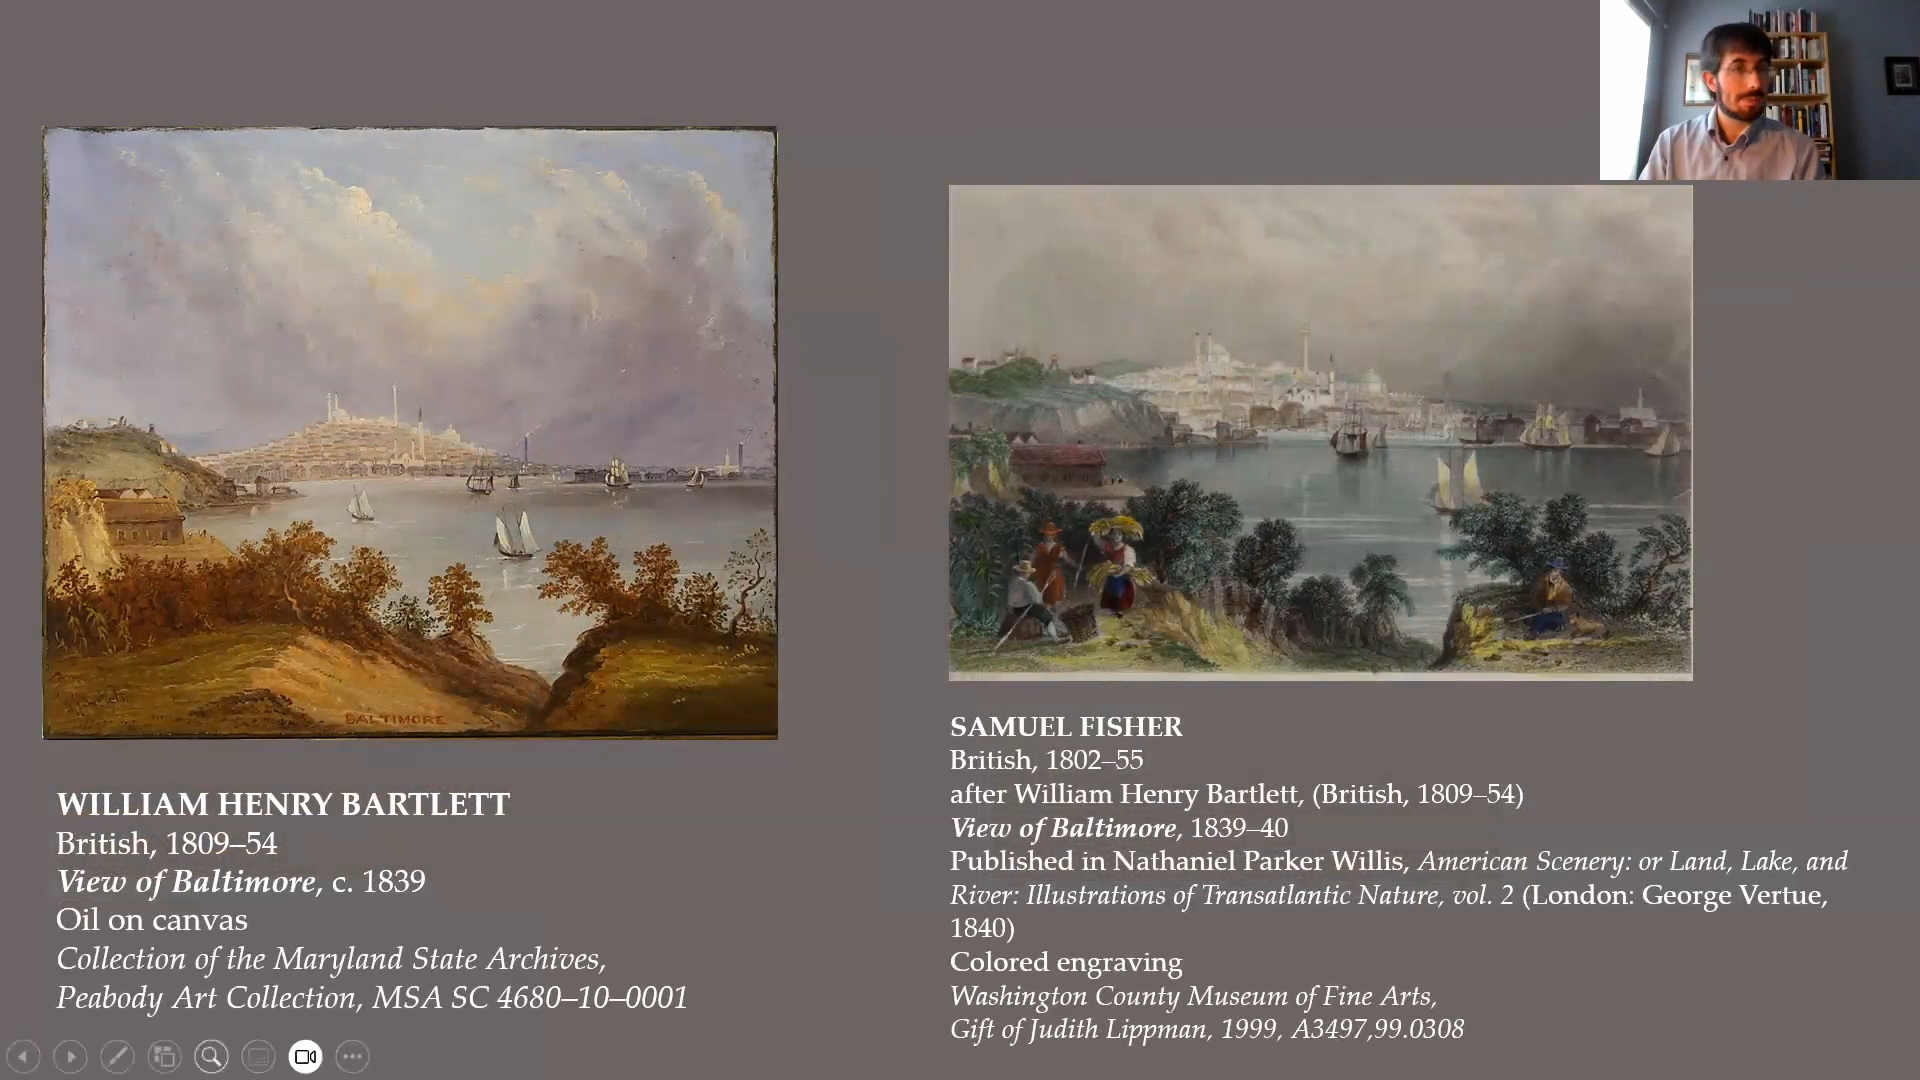 BALTIMORE
WILLIAM HENRY BARTLETT
British, 1809–54
View of Baltimore, c. 1839
Oil on canvas
Collection of the Maryland State Archives,
Peabody Art Collection, MSA SC 4680–10–0001
SAMUEL FISHER
British, 1802–55
after William Henry Bartlett, (British, 1809–54)
View of Baltimore, 1839–40
Published in Nathaniel Parker Willis, American Scenery: or Land, Lake, and
River: Illustrations of Transatlantic Nature, vol. 2 (London: George Vertue,
1840)
Colored engraving
Washington County Museum of Fine Arts,
Gift of Judith Lippman, 1999, A3497,99.0308